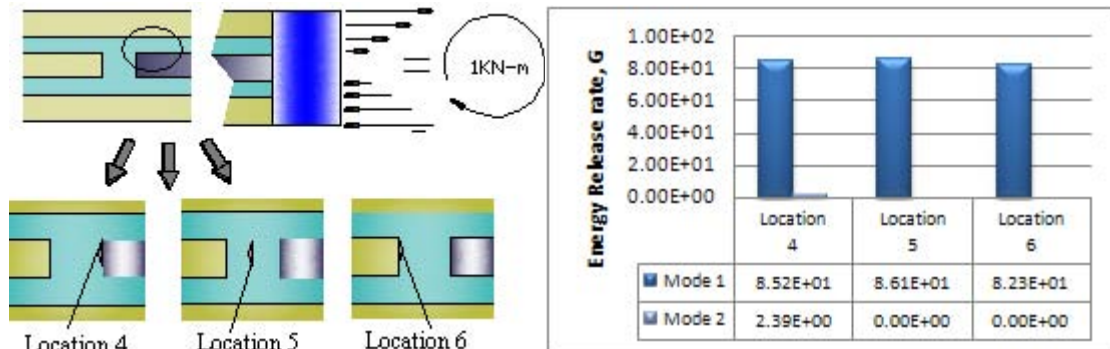 1KN-m
Location 4
Location 5
Location 6
Energy Release rate, G
1.00E+02
8.00E+01
6.00E+01
4.00E+01
2.00E+01
0.00E+00
Location 4
Location 5
Location 6
Mode 1 8.52E+01 8.61E+01 8.23E+01
Mode 2 2.39E+00 0.00E+00 0.00E+00